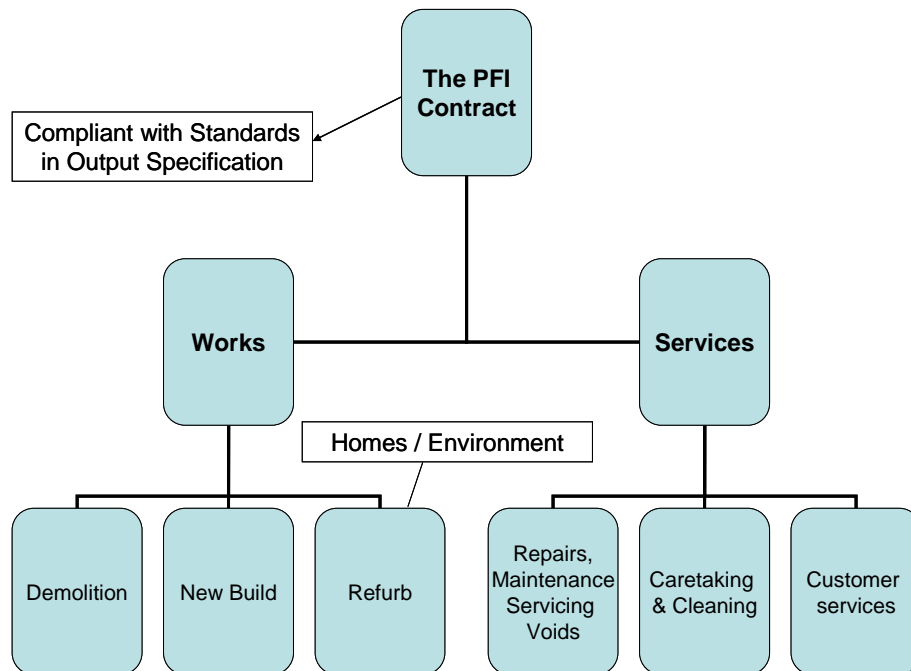 The PFI
Contract
Compliant with Standards
in Output Specification
Works
Services
Homes / Environment
Demolition
New Build
Refurb
Repairs,
Maintenance
Servicing
Voids
Caretaking
& Cleaning
Customer
services